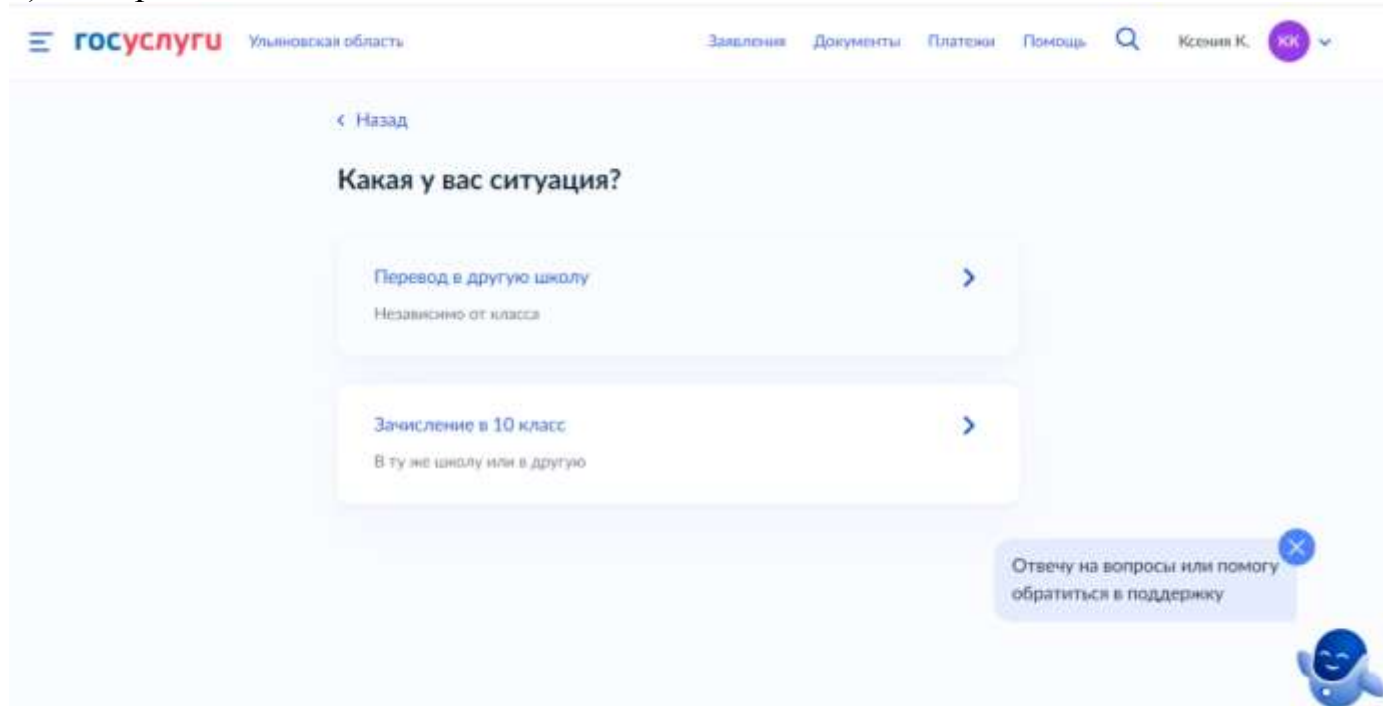 госуслуги Ульяновская область Заявления Документы Платежи Помощь Ксения К. КК
Назад
Какая у вас ситуация?
Перевод в другую школу
Независимо от класса
Зачисление в 10 класс
В ту же школу или в другую
Отвечу на вопросы или помогу
обратиться в поддержку